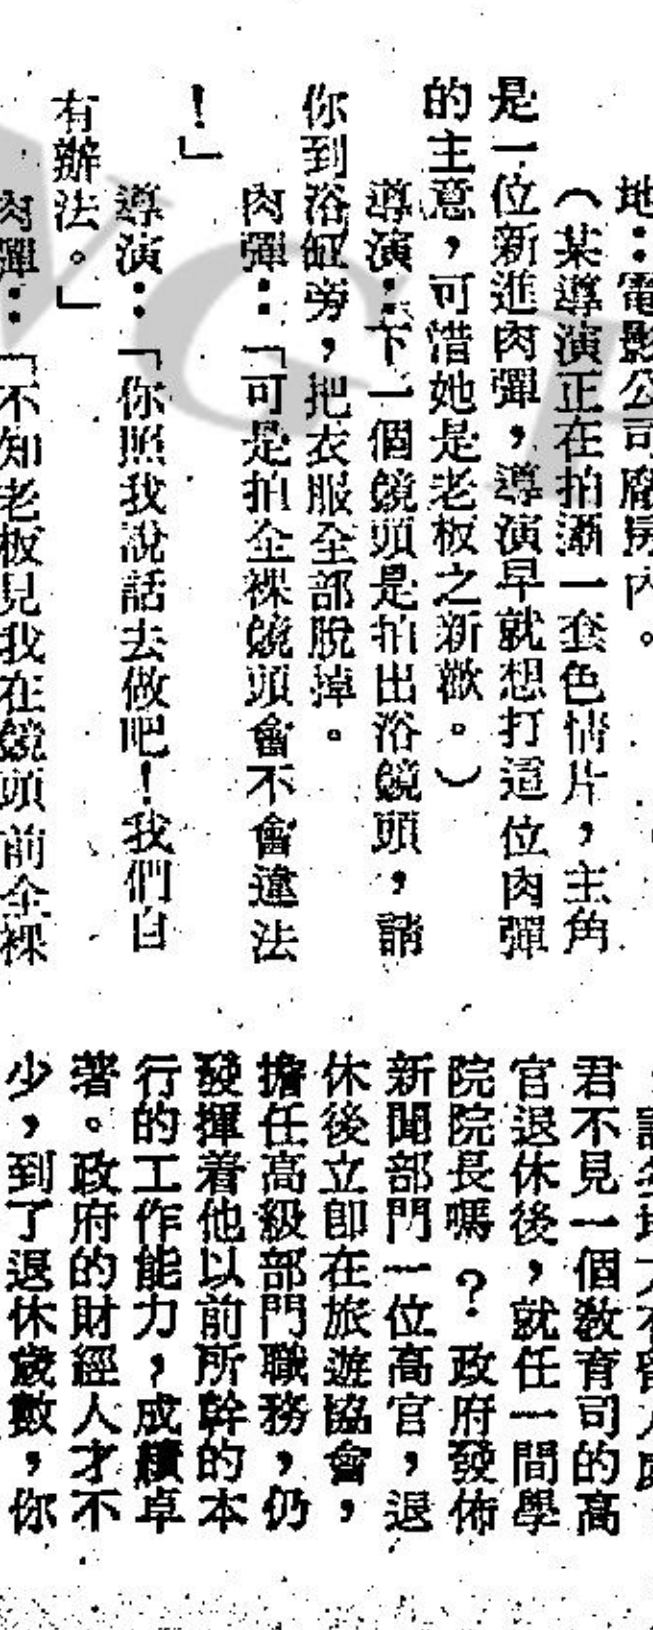 地：電影公司廠房內。
（某導演正在拍攝一套色情片，主角
是一位新進肉彈，導演早就想打這位肉彈
的主意，可惜她是老板之新歡。）
導演：下一個鏡頭是拍出浴鏡頭，請
你到浴缸旁，把衣服全部脫掉。
肉彈：「可是拍全裸鏡頭會不會違法
！」
導演：「你照我說話去做吧！我們自
有辦法。」
肉彈：「不知老板見我在鏡頭前全裸
君不見一個教育司的高
官退休後，就任一間學
院院長嗎？政府發佈
新聞部門一位高官，退
休後立即在旅遊協會，
擔任高級部門職務，仍
發揮着他以前所幹的本
行的工作能力，成績卓
著。政府的財經人才不
少，到了退休歲數，你